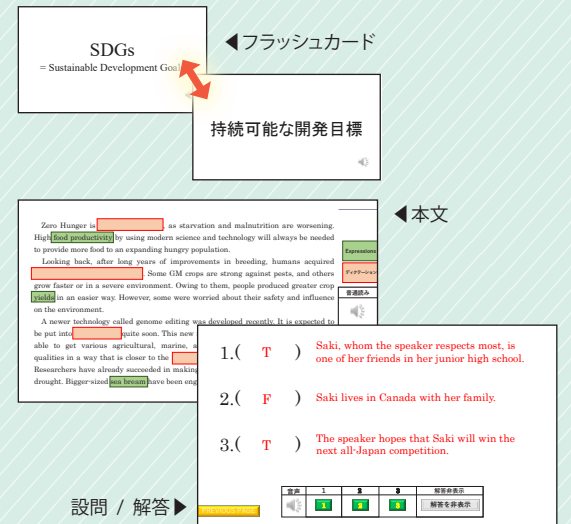 SDGs
= Sustainable Development Goal
◀フラッシュカード
持続可能な開発目標
◀本文
Zero Hunger is , as starvation and malnutrition are worsening.
High food productivity by using modern science and technology will always be needed
to provide more food to an expanding hungry population.
Looking back, after long years of improvements in breeding, humans acquired
. Some GM crops are strong against pests, and others
grow faster or in a severe environment. Owing to them, people produced greater crop
yields in an easier way. However, some were worried about their safety and influence
on the environment.
A newer technology called genome editing was developed recently. It is expected to
be put into quite soon. This new
able to get various agricultural, marine, a
qualities in a way that is closer to the
Researchers have already succeeded in making
drought. Bigger-sized sea bream have been eng
Expressions
ディクテーション
普通読み
1.( T ) Saki, whom the speaker respects most, is
one of her friends in her junior high school.
2.( F ) Saki lives in Canada with her family.
3.( T ) The speaker hopes that Saki will win the
next all-Japan competition.
音声 1 2 3 解答非表示
1 2 3 解答を非表示
PREVIOUS PAGE
設問 / 解答▶